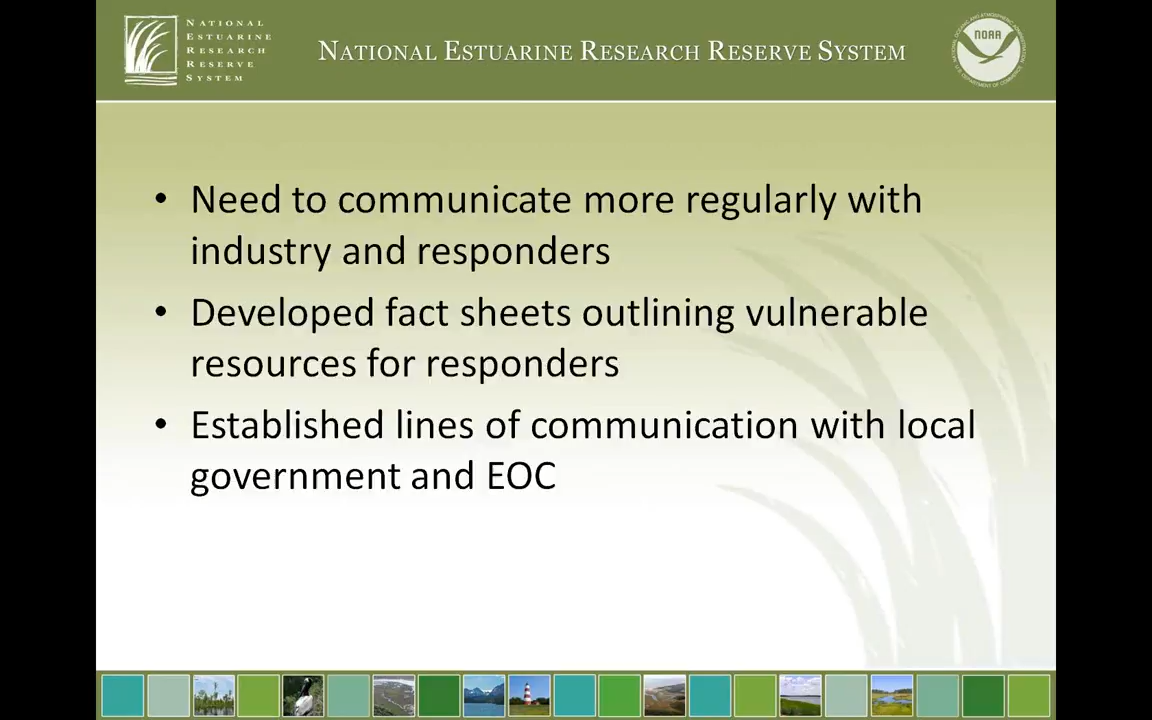 NATIONAL
ESTUARINE
RESEARCH
RESERVE
SYSTEM
NATIONAL ESTUARINE RESEARCH RESERVE SYSTEM
NOAA
• Need to communicate more regularly with
industry and responders
• Developed fact sheets outlining vulnerable
resources for responders
• Established lines of communication with local
government and EOC